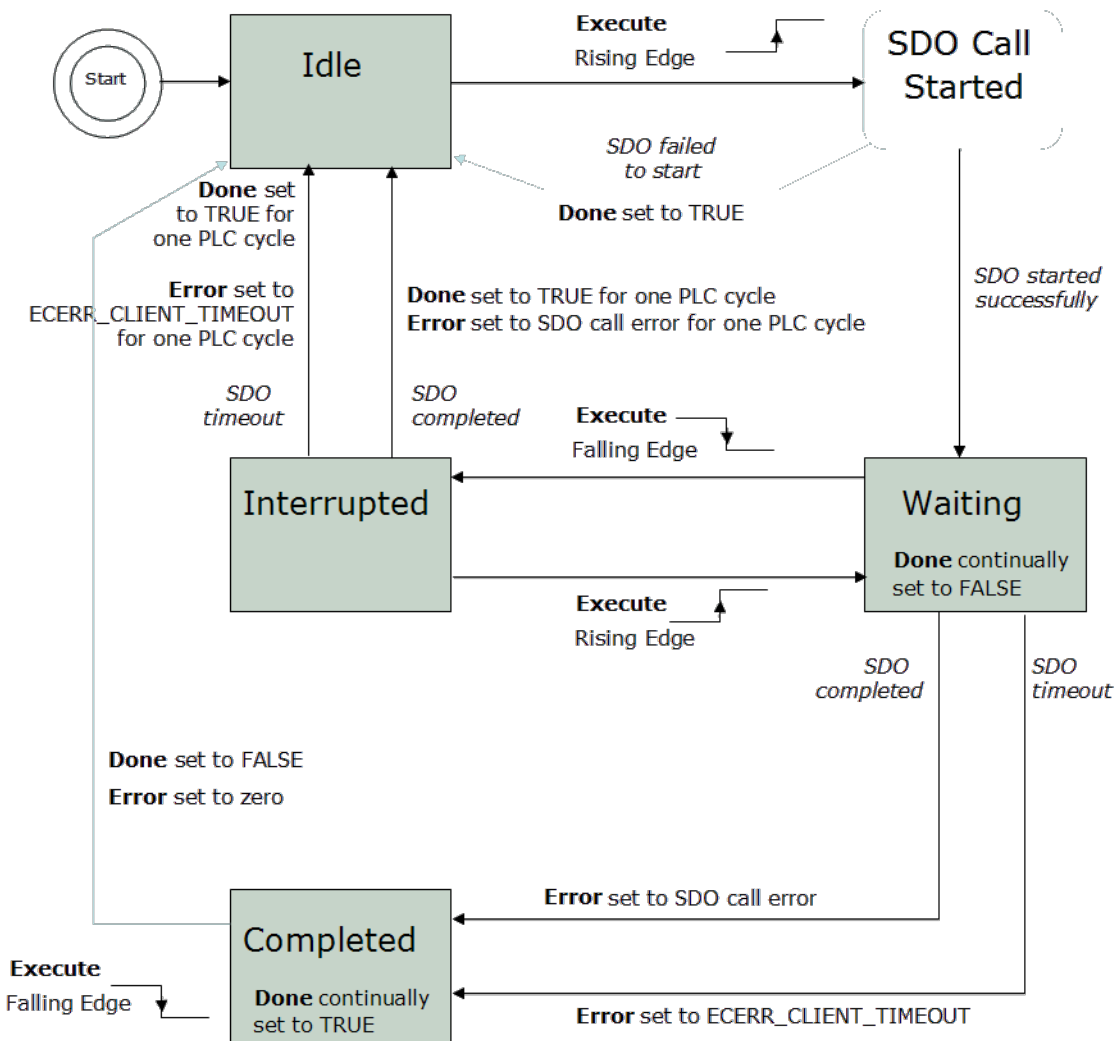 Start
Idle
Execute
Rising Edge
SDO Call
Started
SDO failed
to start
Done set to TRUE
Done set
to TRUE for
one PLC cycle
Error set to
ECERR_CLIENT_TIMEOUT
for one PLC cycle
Done set to TRUE for one PLC cycle
Error set to SDO call error for one PLC cycle
SDO started
successfully
SDO
timeout
SDO
completed
Execute
Falling Edge
Interrupted
Waiting
Done continually
set to FALSE
Execute
Rising Edge
SDO
completed
SDO
timeout
Done set to FALSE
Error set to zero
Error set to SDO call error
Completed
Done continually
set to TRUE
Execute
Falling Edge
Error set to ECERR_CLIENT_TIMEOUT